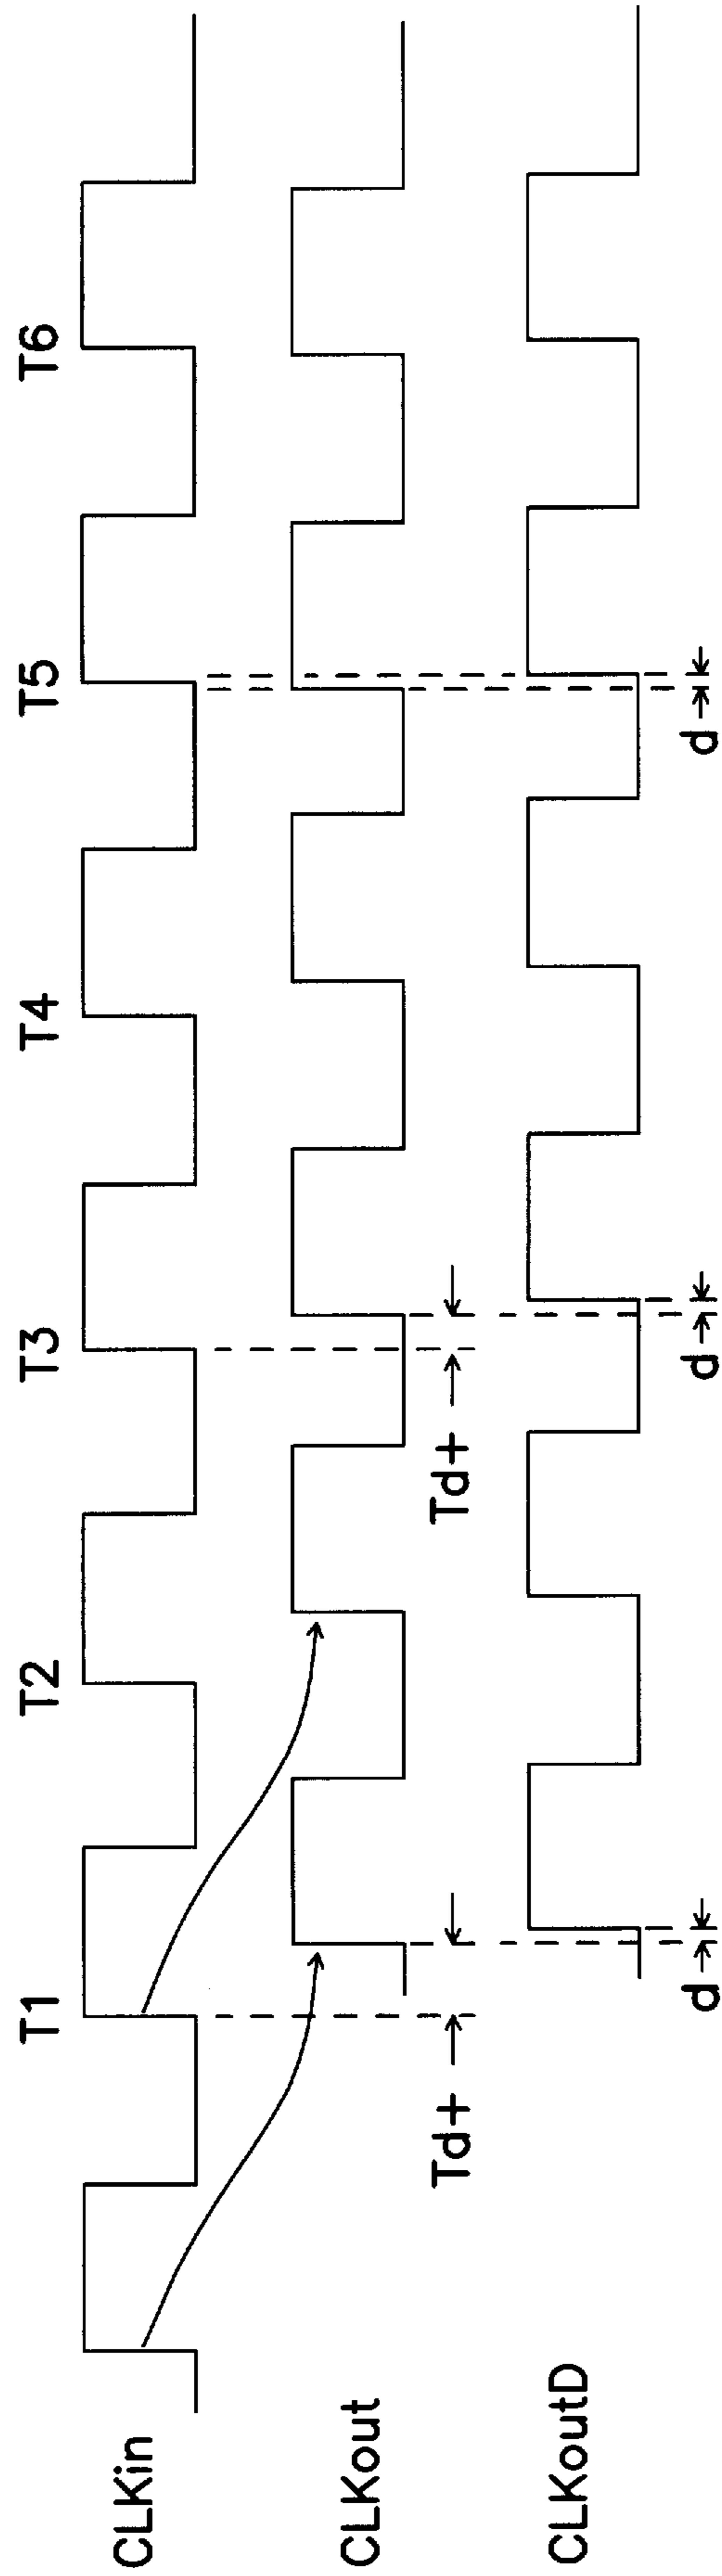 T1 T2 T3 T4 T5 T6
CLKin
CLKout
Td+ Td+
CLKoutD
d d d